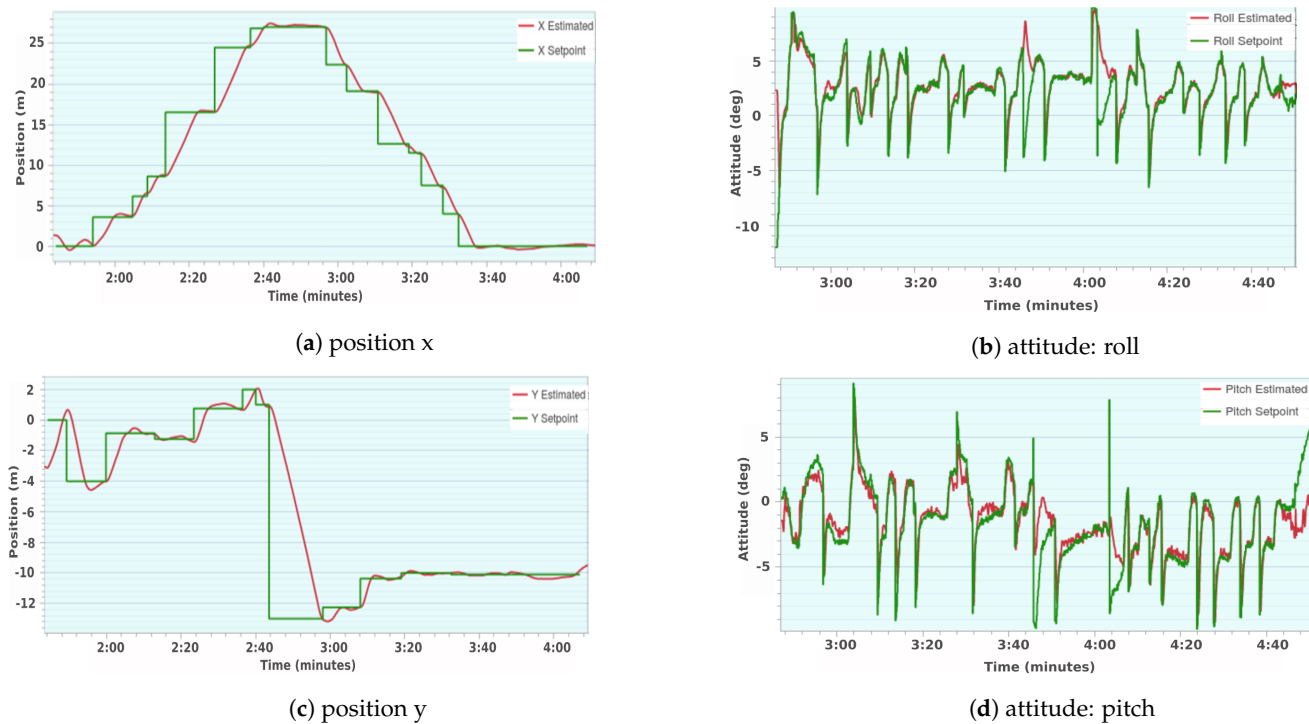 X Estimated
X Setpoint
Position (m)
25
20
15
10
5
0
2:00
2:20
2:40
3:00
3:20
3:40
4:00
Time (minutes)
(a) position x
Roll Estimated
Roll Setpoint
Attitude (deg)
5
0
-5
-10
3:00
3:20
3:40
4:00
4:20
4:40
Time (minutes)
(b) attitude: roll
Y Estimated
Y Setpoint
Position (m)
2
0
-2
-4
-6
-8
-10
-12
2:00
2:20
2:40
3:00
3:20
3:40
4:00
Time (minutes)
(c) position y
Pitch Estimated
Pitch Setpoint
Attitude (deg)
5
0
-5
3:00
3:20
3:40
4:00
4:20
4:40
Time (minutes)
(d) attitude: pitch